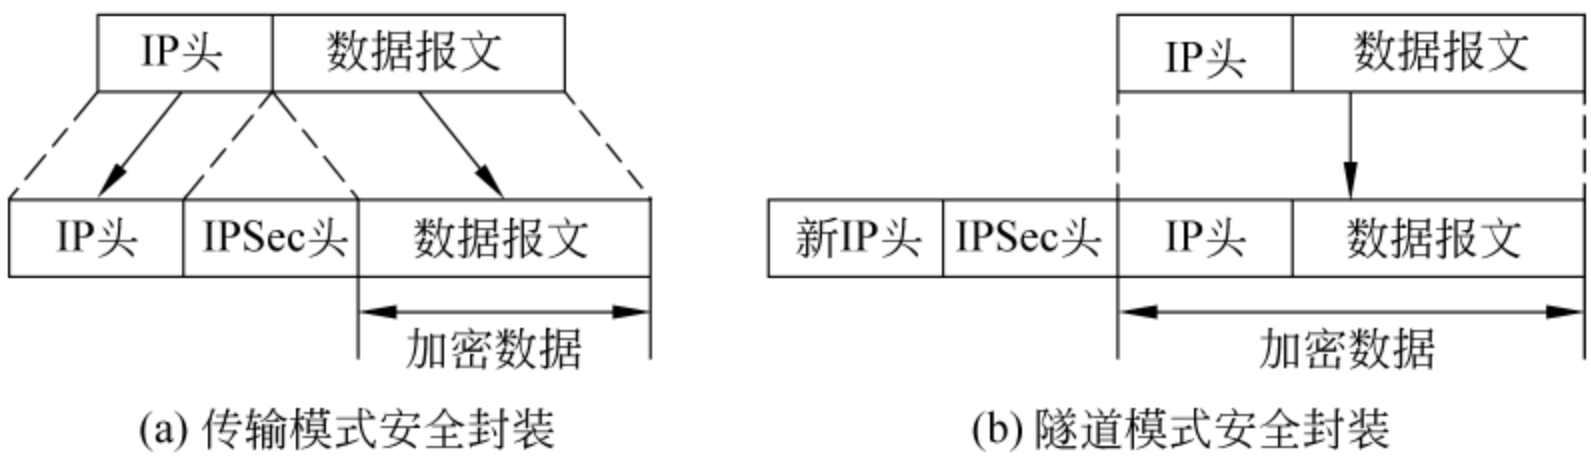 IP头 数据报文
IP头 IPSec头 数据报文
加密数据
(a) 传输模式安全封装
IP头 数据报文
新IP头 IPSec头 IP头 数据报文
加密数据
(b) 隧道模式安全封装